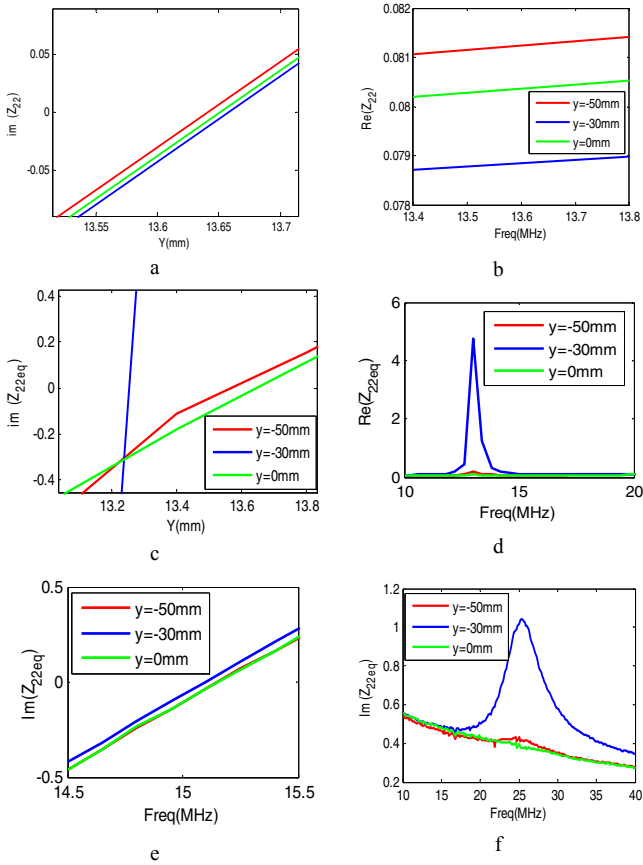 0.05
0
-0.05
13.55
13.6
13.65
13.7
im (Z22)
Y(mm)
a
0.082
0.081
0.08
0.079
0.078
13.4
13.5
13.6
13.7
13.8
Re(Z22)
Freq(MHz)
y=-50mm
y=-30mm
y=0mm
b
0.4
0.2
0
-0.2
-0.4
13.2
13.4
13.6
13.8
im (Z22eq)
Y(mm)
y=-50mm
y=-30mm
y=0mm
c
6
4
2
0
10
15
20
Re(Z22eq)
Freq(MHz)
y=-50mm
y=-30mm
y=0mm
d
0.5
0
-0.5
14.5
15
15.5
Im(Z22eq)
Freq(MHz)
y=-50mm
y=-30mm
y=0mm
e
1.2
1
0.8
0.6
0.4
0.2
10
15
20
25
30
35
40
Im (Z22eq)
Freq(MHz)
y=-50mm
y=-30mm
y=0mm
f